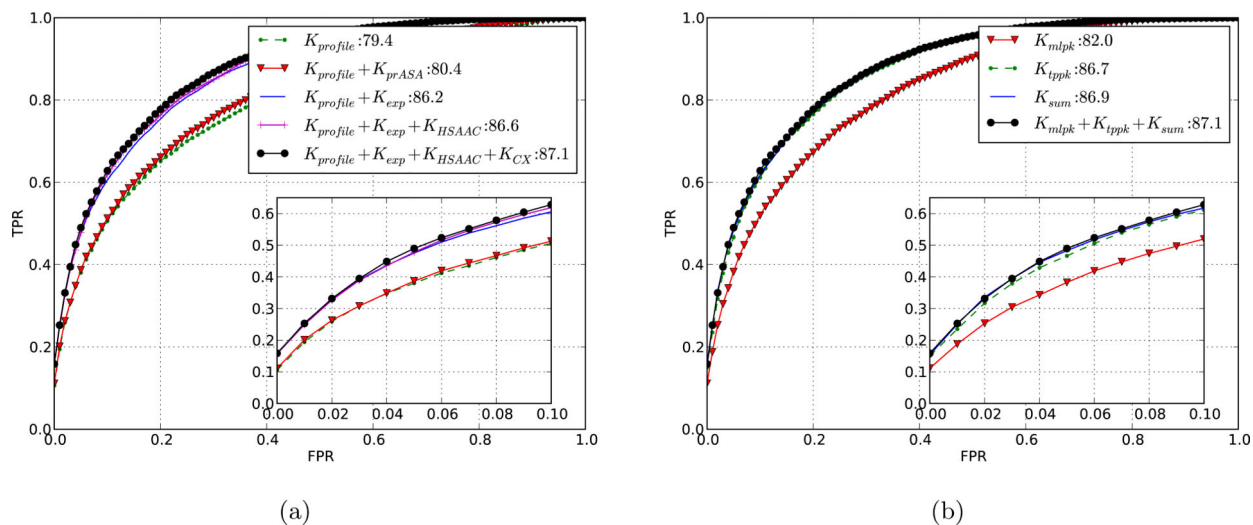 1.0
0.8
0.6
0.4
0.2
0.0
TPR
K_profile:79.4
K_profile+K_prASA:80.4
K_profile+K_exp:86.2
K_profile+K_exp+K_HSAAC:86.6
K_profile+K_exp+K_HSAAC+K_CX:87.1
0.6
0.5
0.4
0.3
0.2
0.1
0.0
0.00 0.02 0.04 0.06 0.08 0.10
0.0 0.2 0.4 0.6 0.8 1.0
FPR
(a)
1.0
0.8
0.6
0.4
0.2
0.0
TPR
K_mlpk:82.0
K_tppk:86.7
K_sum:86.9
K_mlpk+K_tppk+K_sum:87.1
0.6
0.5
0.4
0.3
0.2
0.1
0.0
0.00 0.02 0.04 0.06 0.08 0.10
0.0 0.2 0.4 0.6 0.8 1.0
FPR
(b)